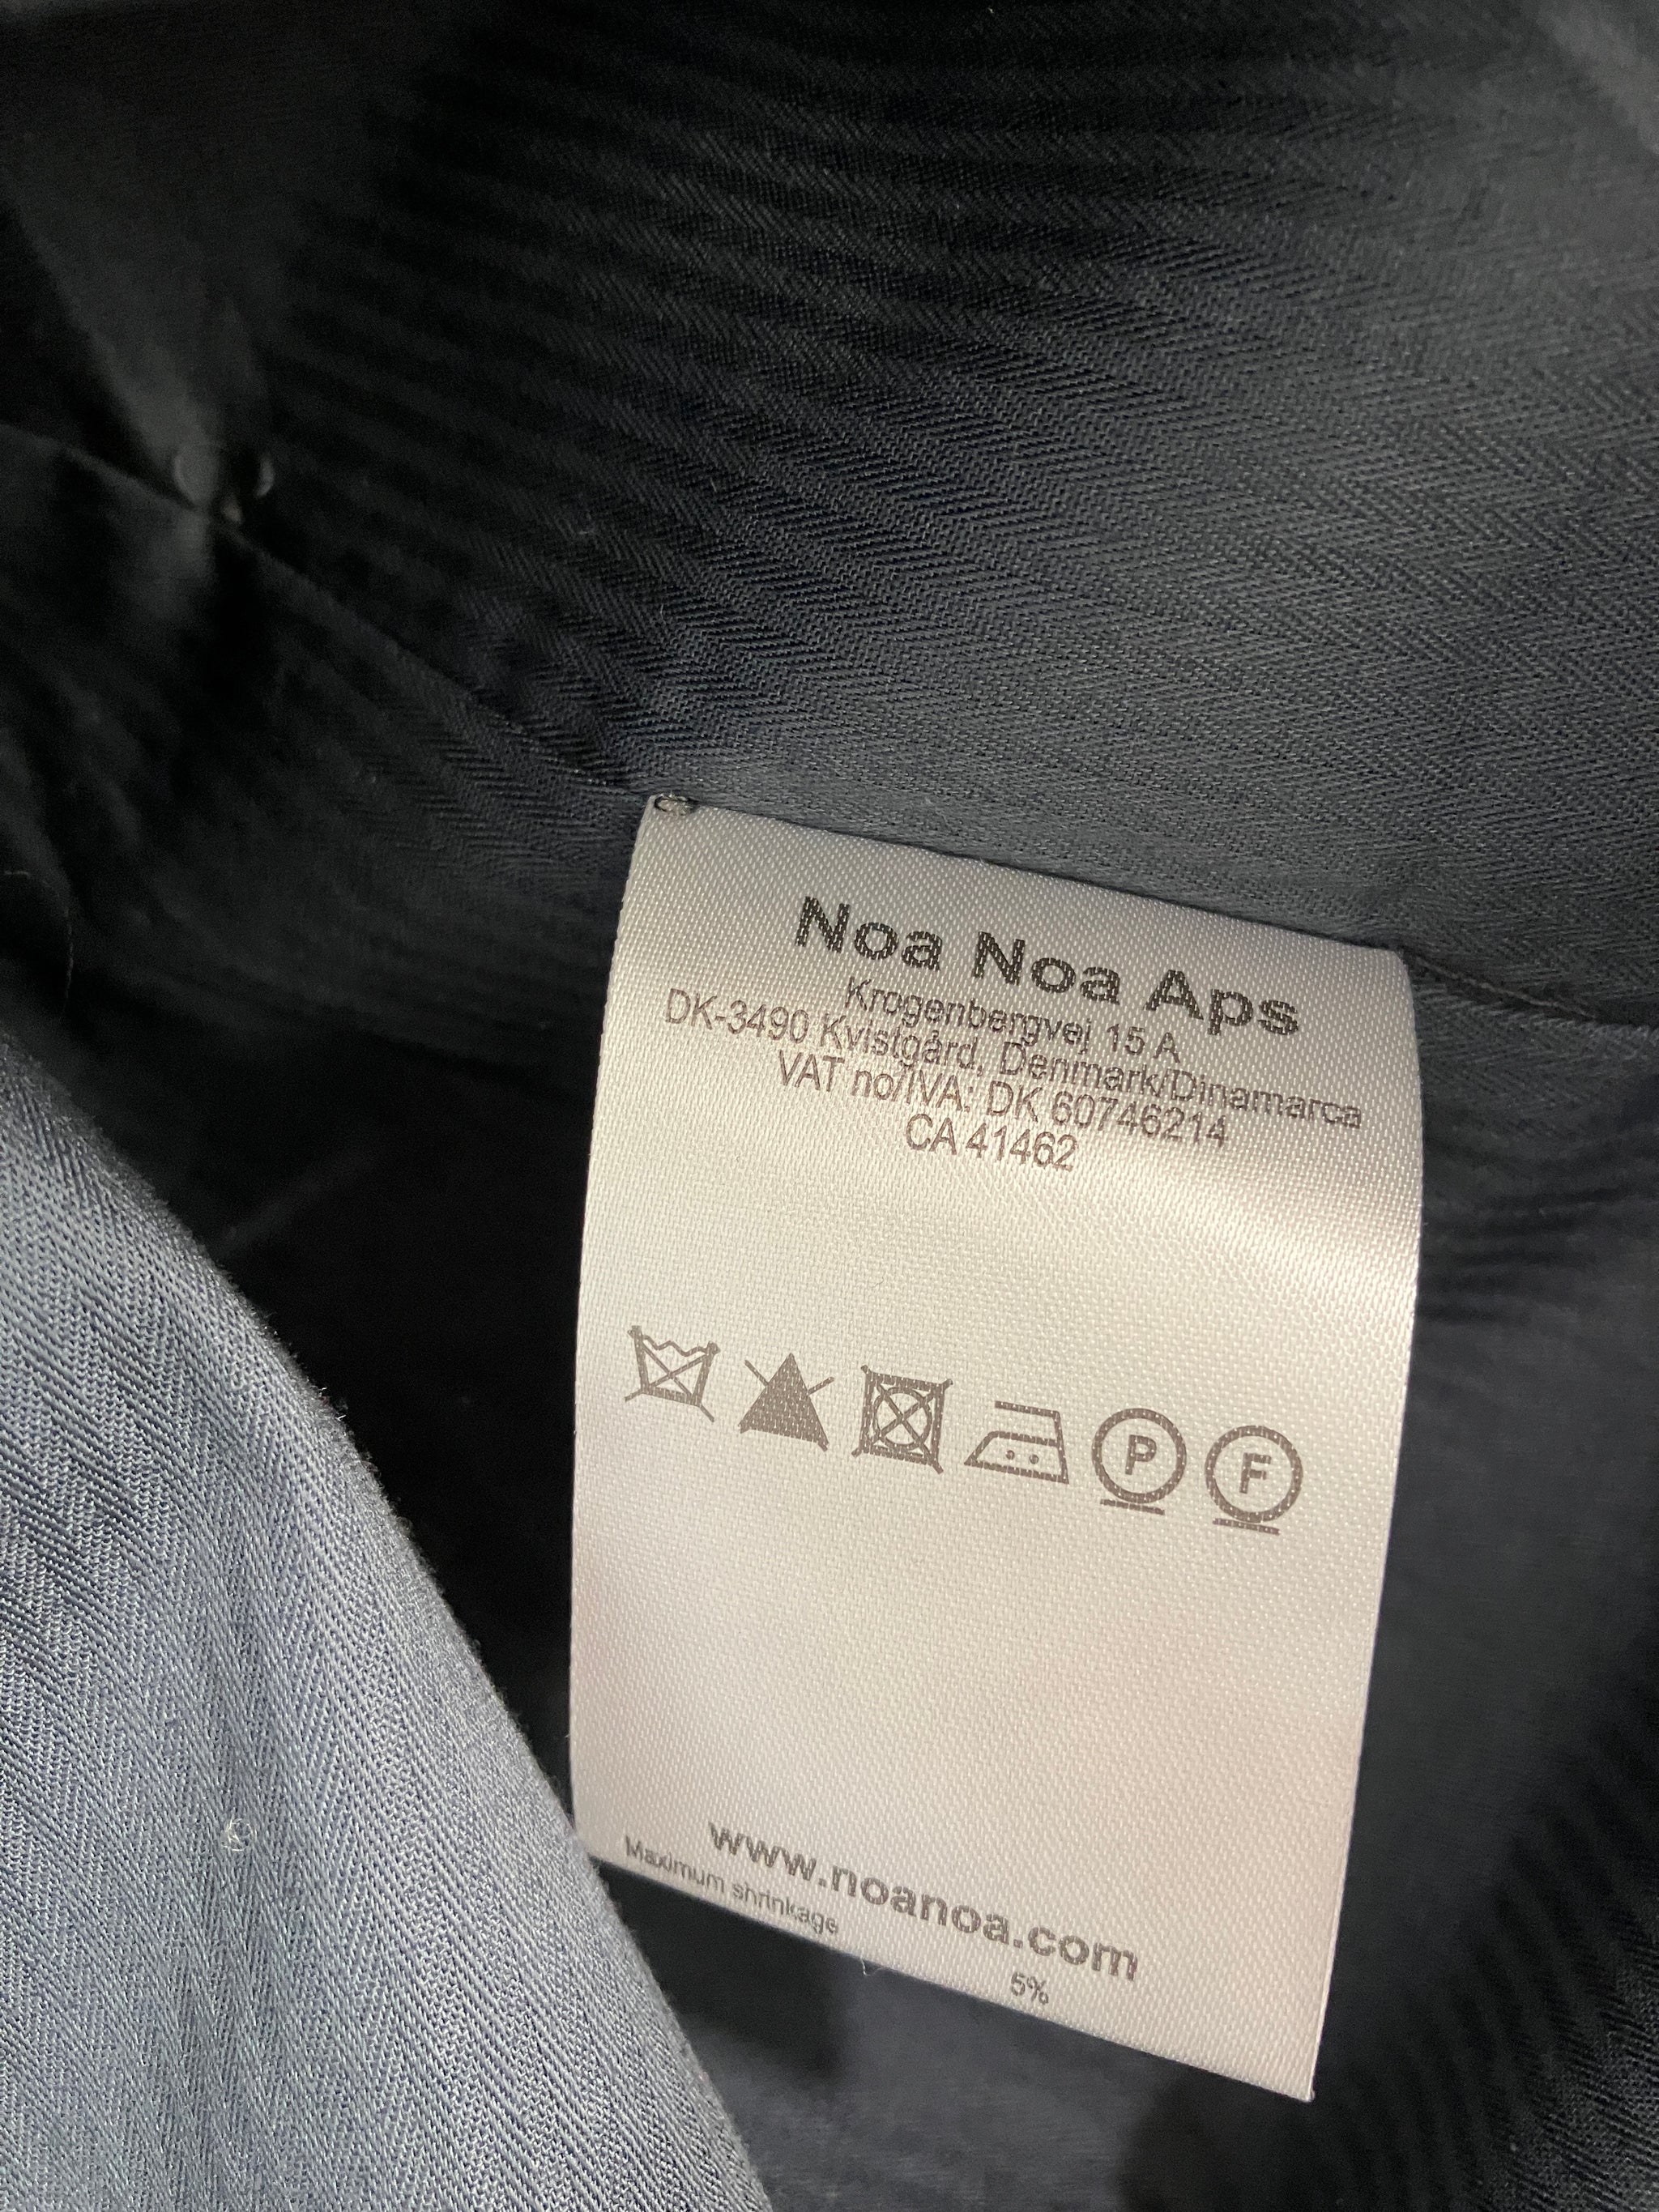 Noa Noa Aps
Krogenbergvej 15 A
DK-3490 Kvistgård, Denmark/Dinamarca
VAT no/IVA: DK 60746214
CA 41462
P F
www.noanoa.com
Maximum shrinkage 5%